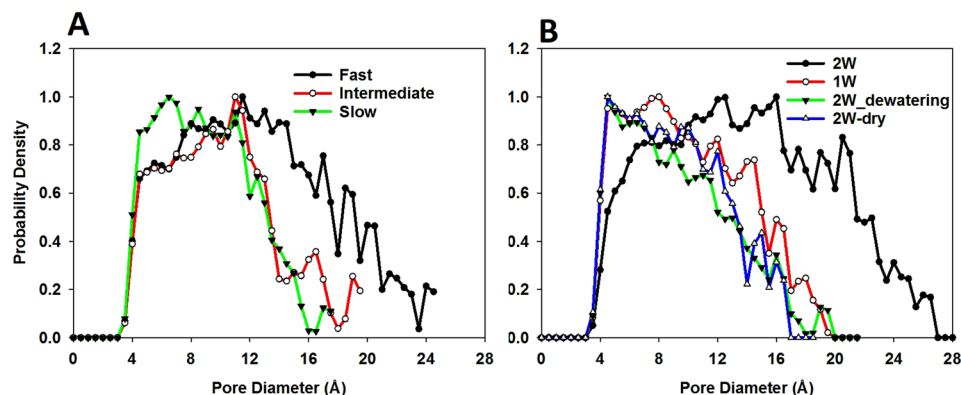 A
1.2
1.0
0.8
0.6
0.4
0.2
0.0
Probability Density
0 4 8 12 16 20 24 28
Pore Diameter (Å)
Fast
Intermediate
Slow
B
1.2
1.0
0.8
0.6
0.4
0.2
0.0
0 4 8 12 16 20 24 28
Pore Diameter (Å)
2W
1W
2W_dewatering
2W-dry